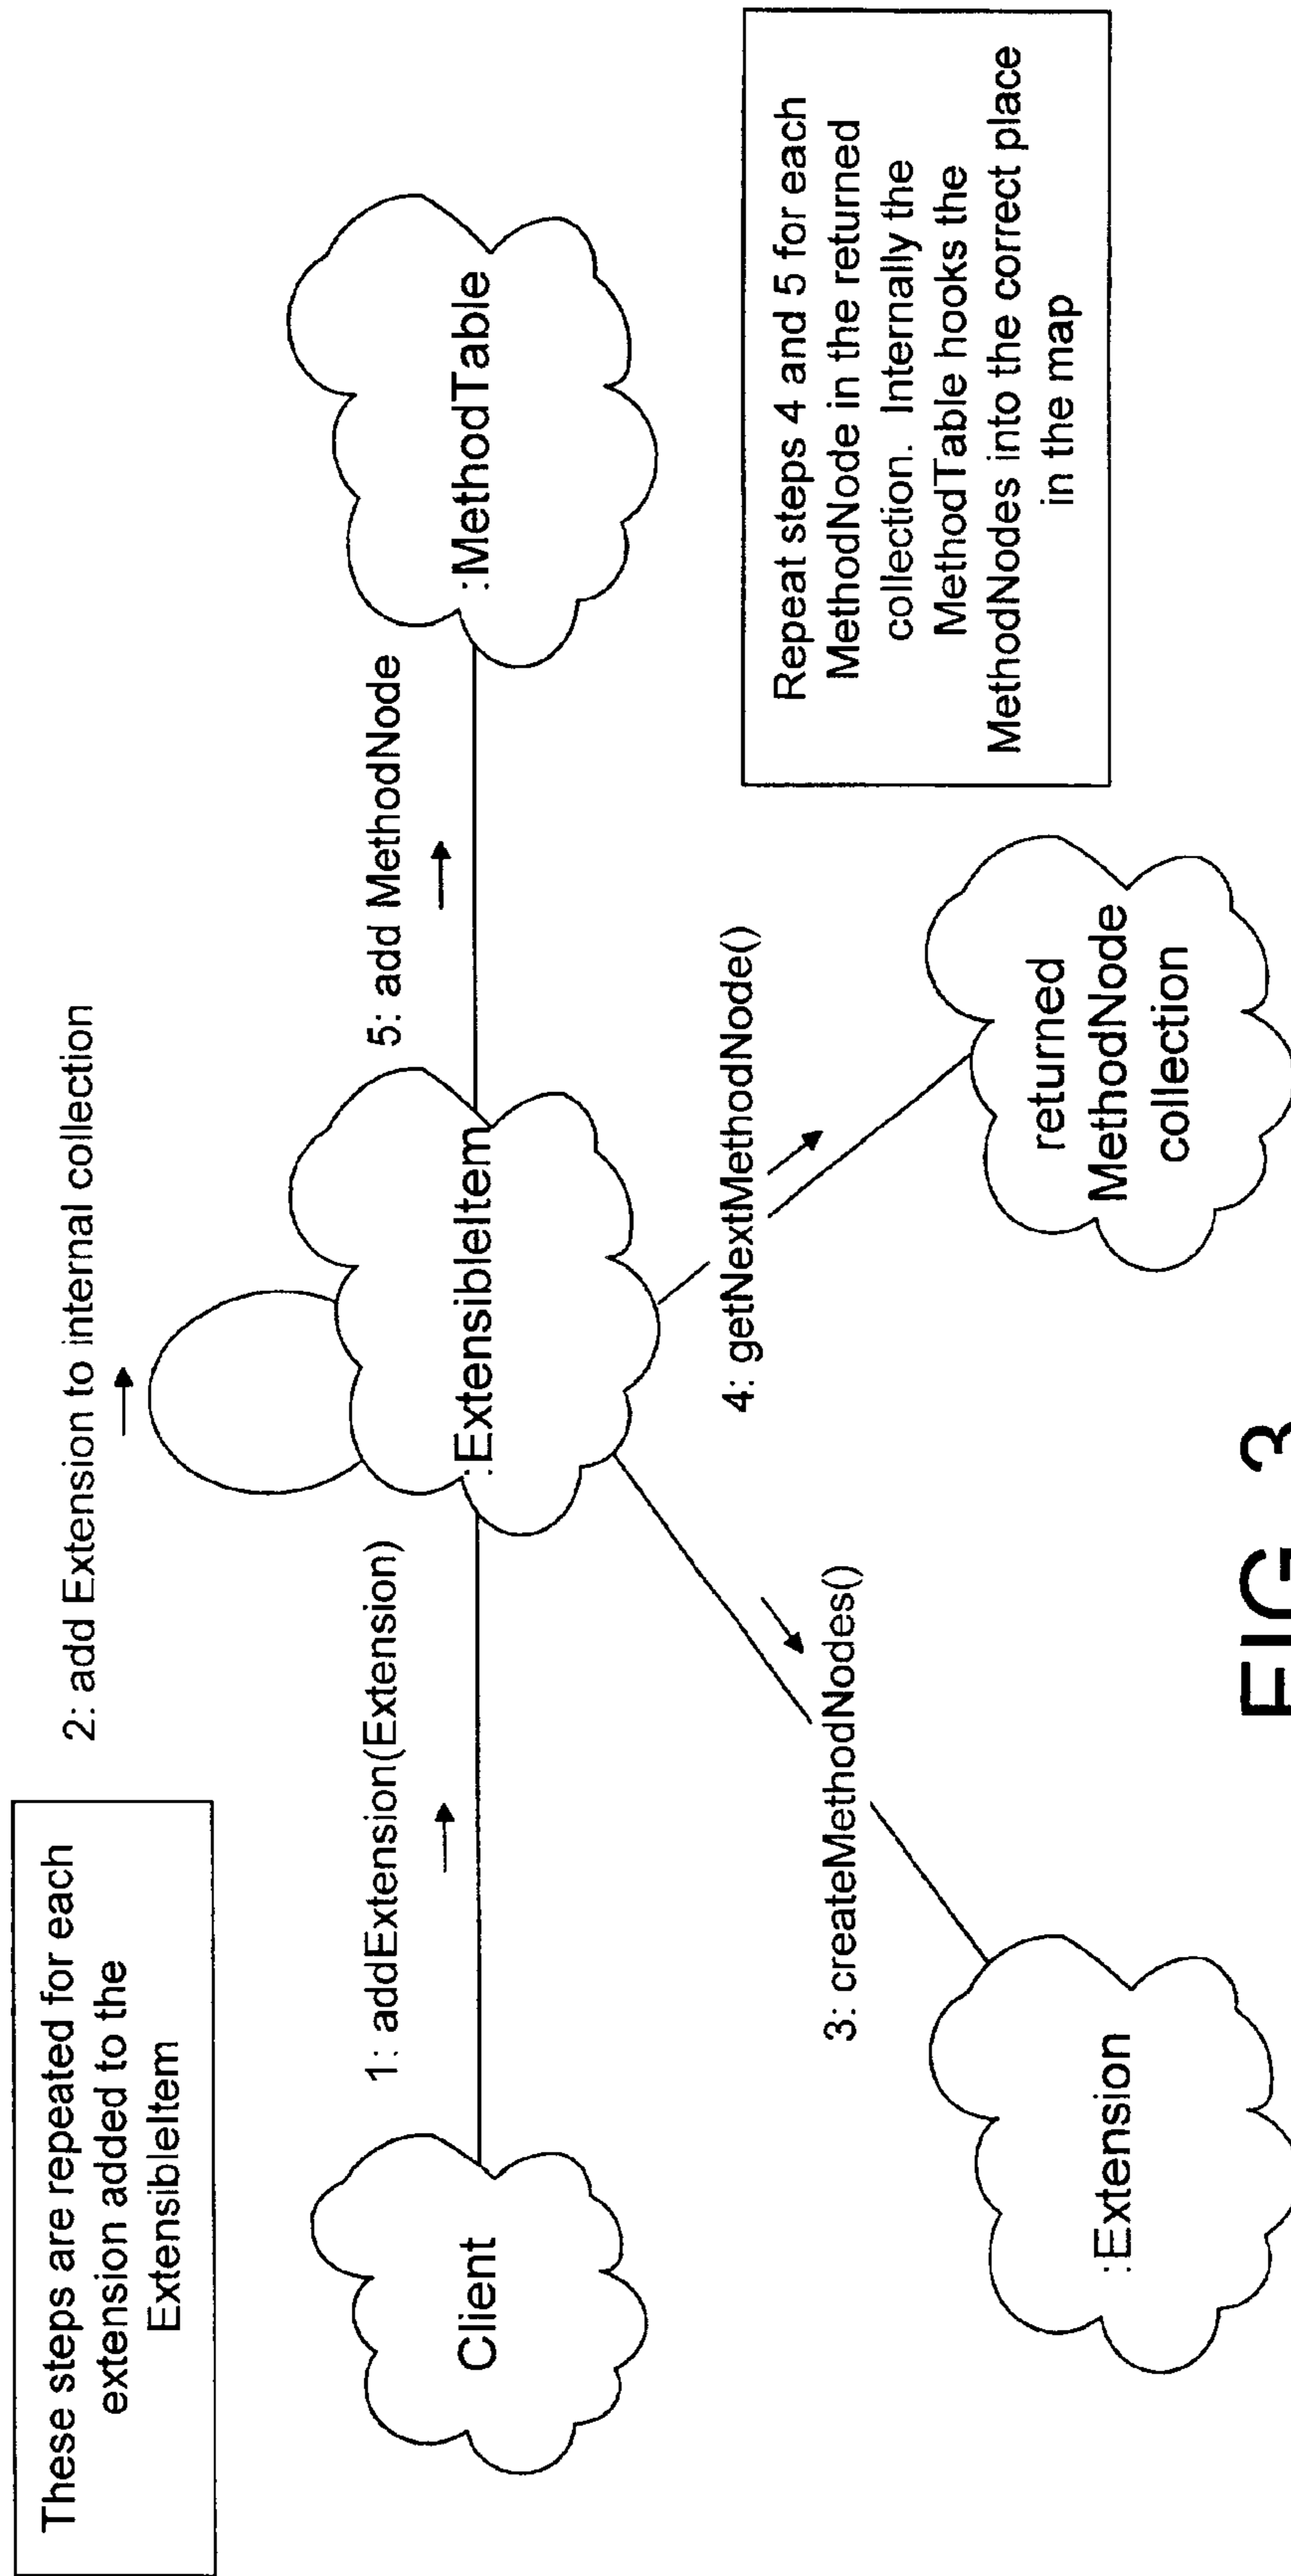 These steps are repeated for each
extension added to the
ExtensibleItem
2: add Extension to internal collection
1: addExtension(Extension)
5: add MethodNode
Client
:ExtensibleItem
:MethodTable
3: createMethodNodes()
4: getNextMethodNode()
:Extension
returned
MethodNode
collection
Repeat steps 4 and 5 for each
MethodNode in the returned
collection. Internally the
MethodTable hooks the
MethodNodes into the correct place
in the map
FIG. 3